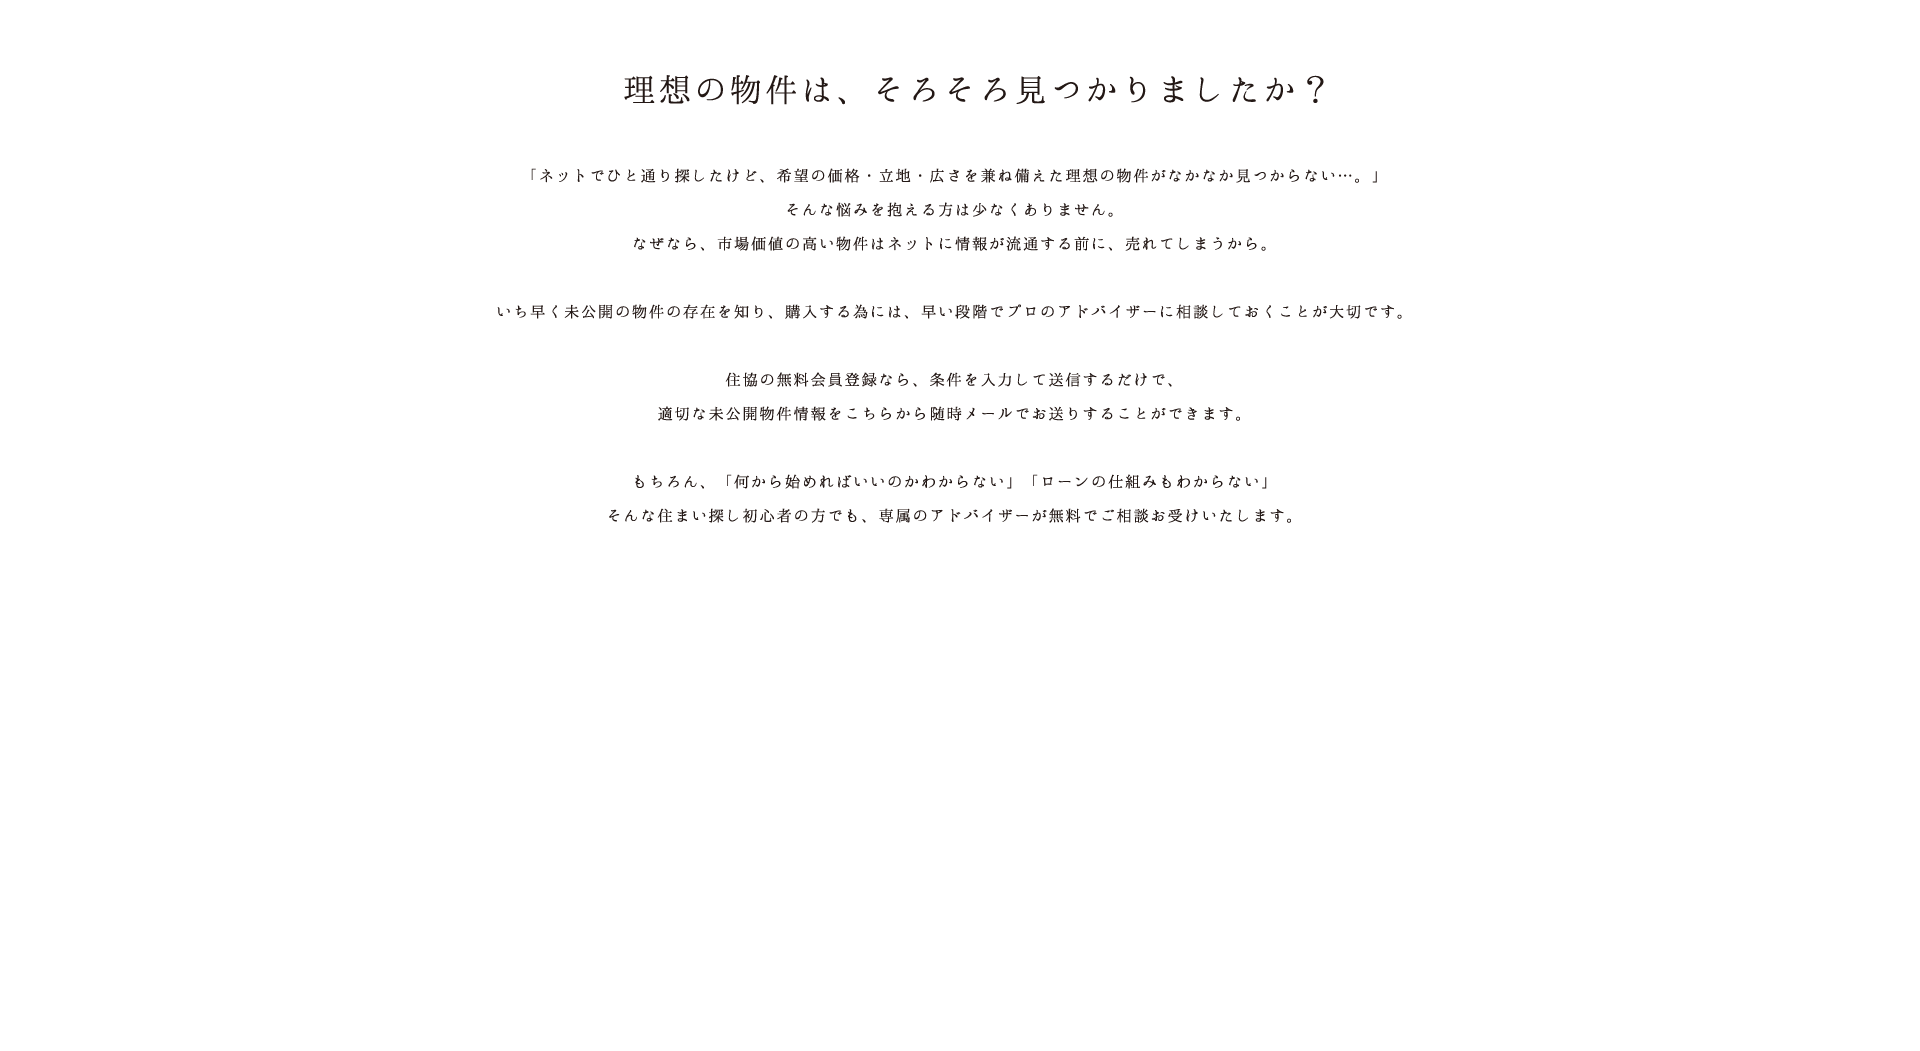 理想の物件は、そろそろ見つかりましたか？
「ネットでひと通り探したけど、希望の価格・立地・広さを兼ね備えた理想の物件がなかなか見つからない…。」
そんな悩みを抱える方は少なくありません。
なぜなら、市場価値の高い物件はネットに情報が流通する前に、売れてしまうから。
いち早く未公開の物件の存在を知り、購入する為には、早い段階でプロのアドバイザーに相談しておくことが大切です。
住協の無料会員登録なら、条件を入力して送信するだけで、
適切な未公開物件情報をこちらから随時メールでお送りすることができます。
もちろん、「何から始めればいいのかわからない」「ローンの仕組みもわからない」
そんな住まい探し初心者の方でも、専属のアドバイザーが無料でご相談お受けいたします。